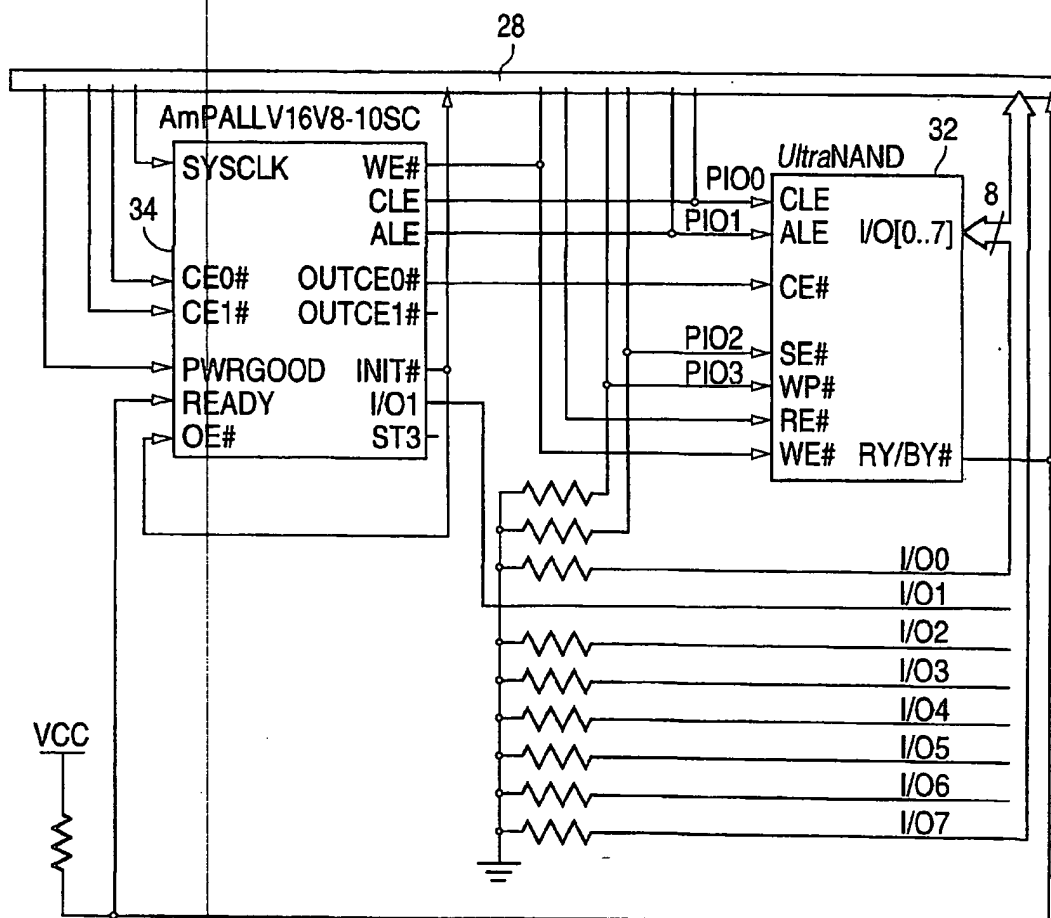 28
AmPALLV16V8-10SC
34
SYSCLK WE#
CLE
ALE
CE0# OUTCE0#
CE1# OUTCE1#
PWRGOOD INIT#
READY I/O1
OE# ST3
UltraNAND
32
PIO0
PIO1
PIO2
PIO3
CLE
ALE I/O[0..7]
8
CE#
SE#
WP#
RE#
WE# RY/BY#
I/O0
I/O1
I/O2
I/O3
I/O4
I/O5
I/O6
I/O7
VCC